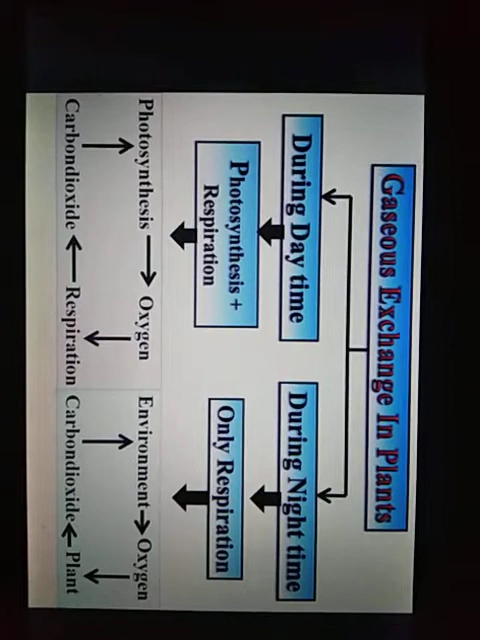 Gaseous Exchange In Plants
During Day time
During Night time
Photosynthesis +
Respiration
Only Respiration
Photosynthesis → Oxygen
Carbondioxide ← Respiration
Environment → Oxygen
Carbondioxide ← Plant